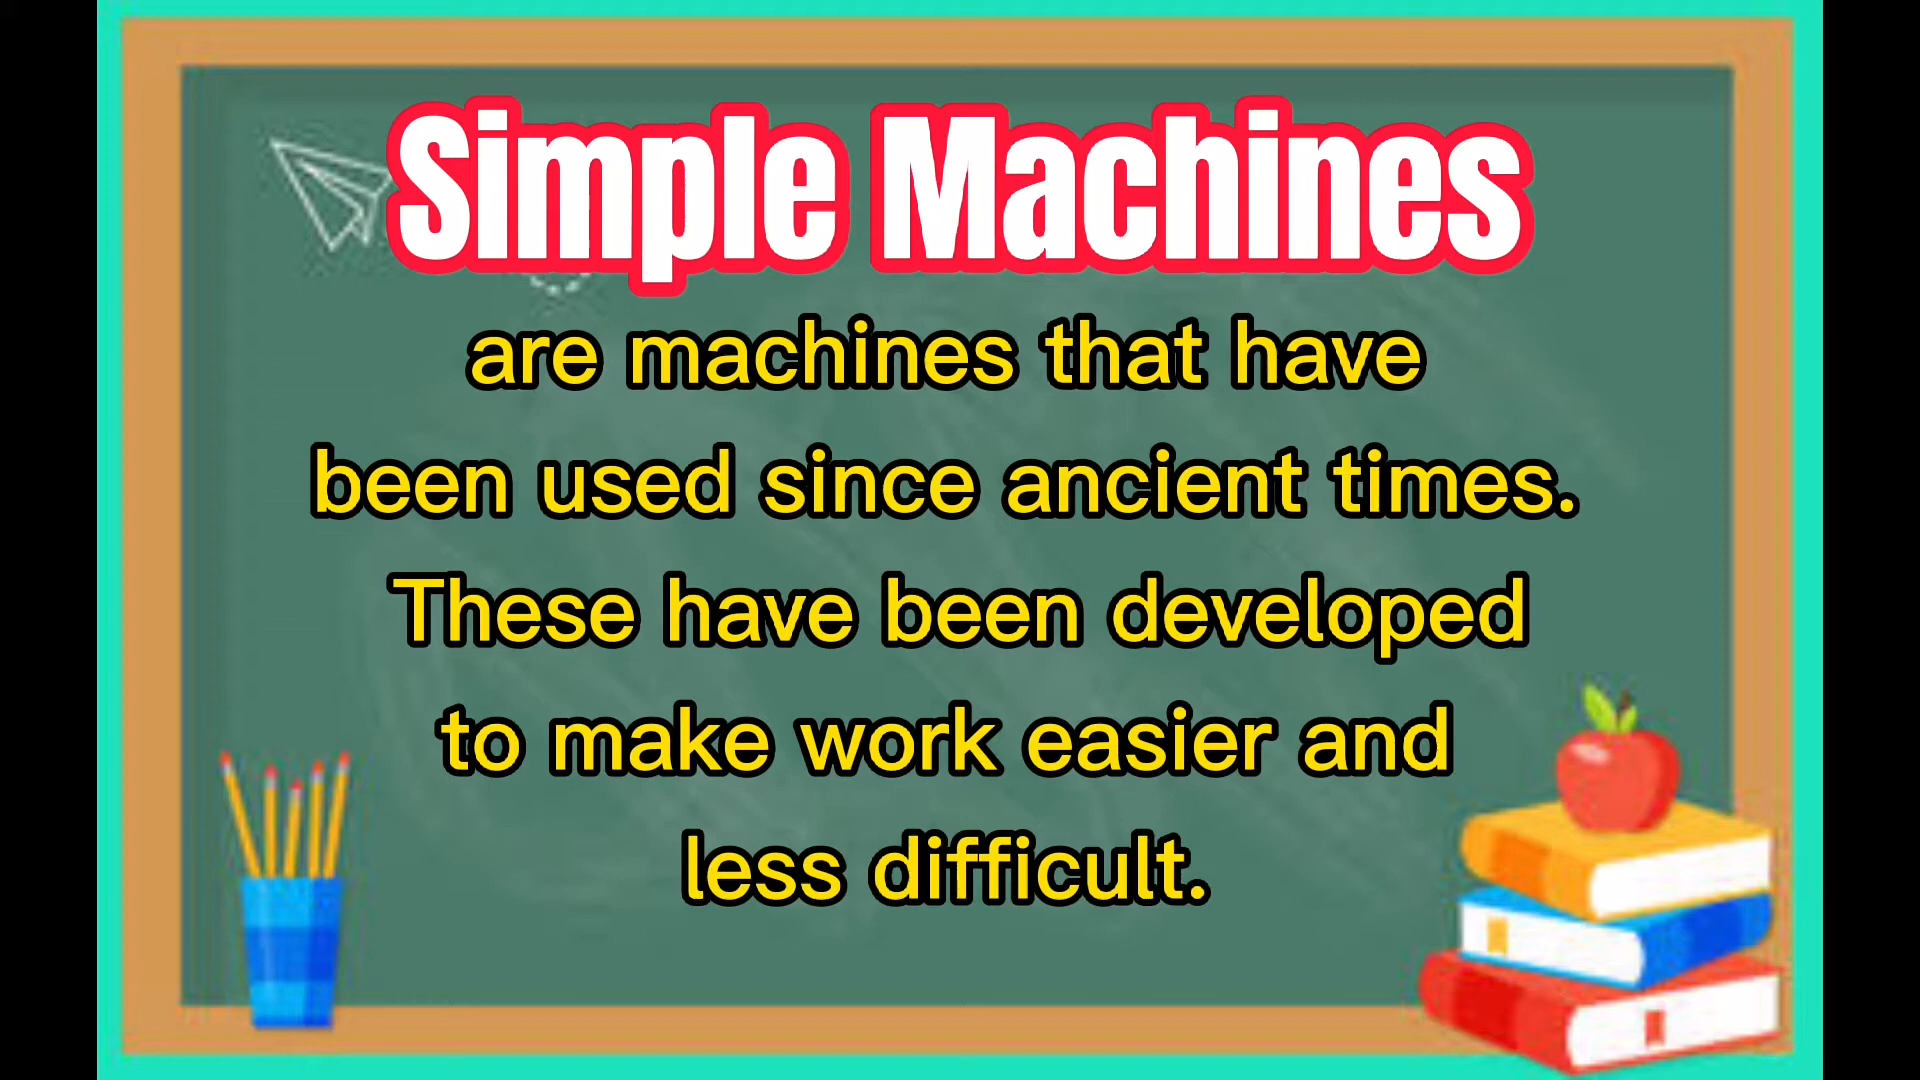 Simple Machines
are machines that have
been used since ancient times.
These have been developed
to make work easier and
less difficult.